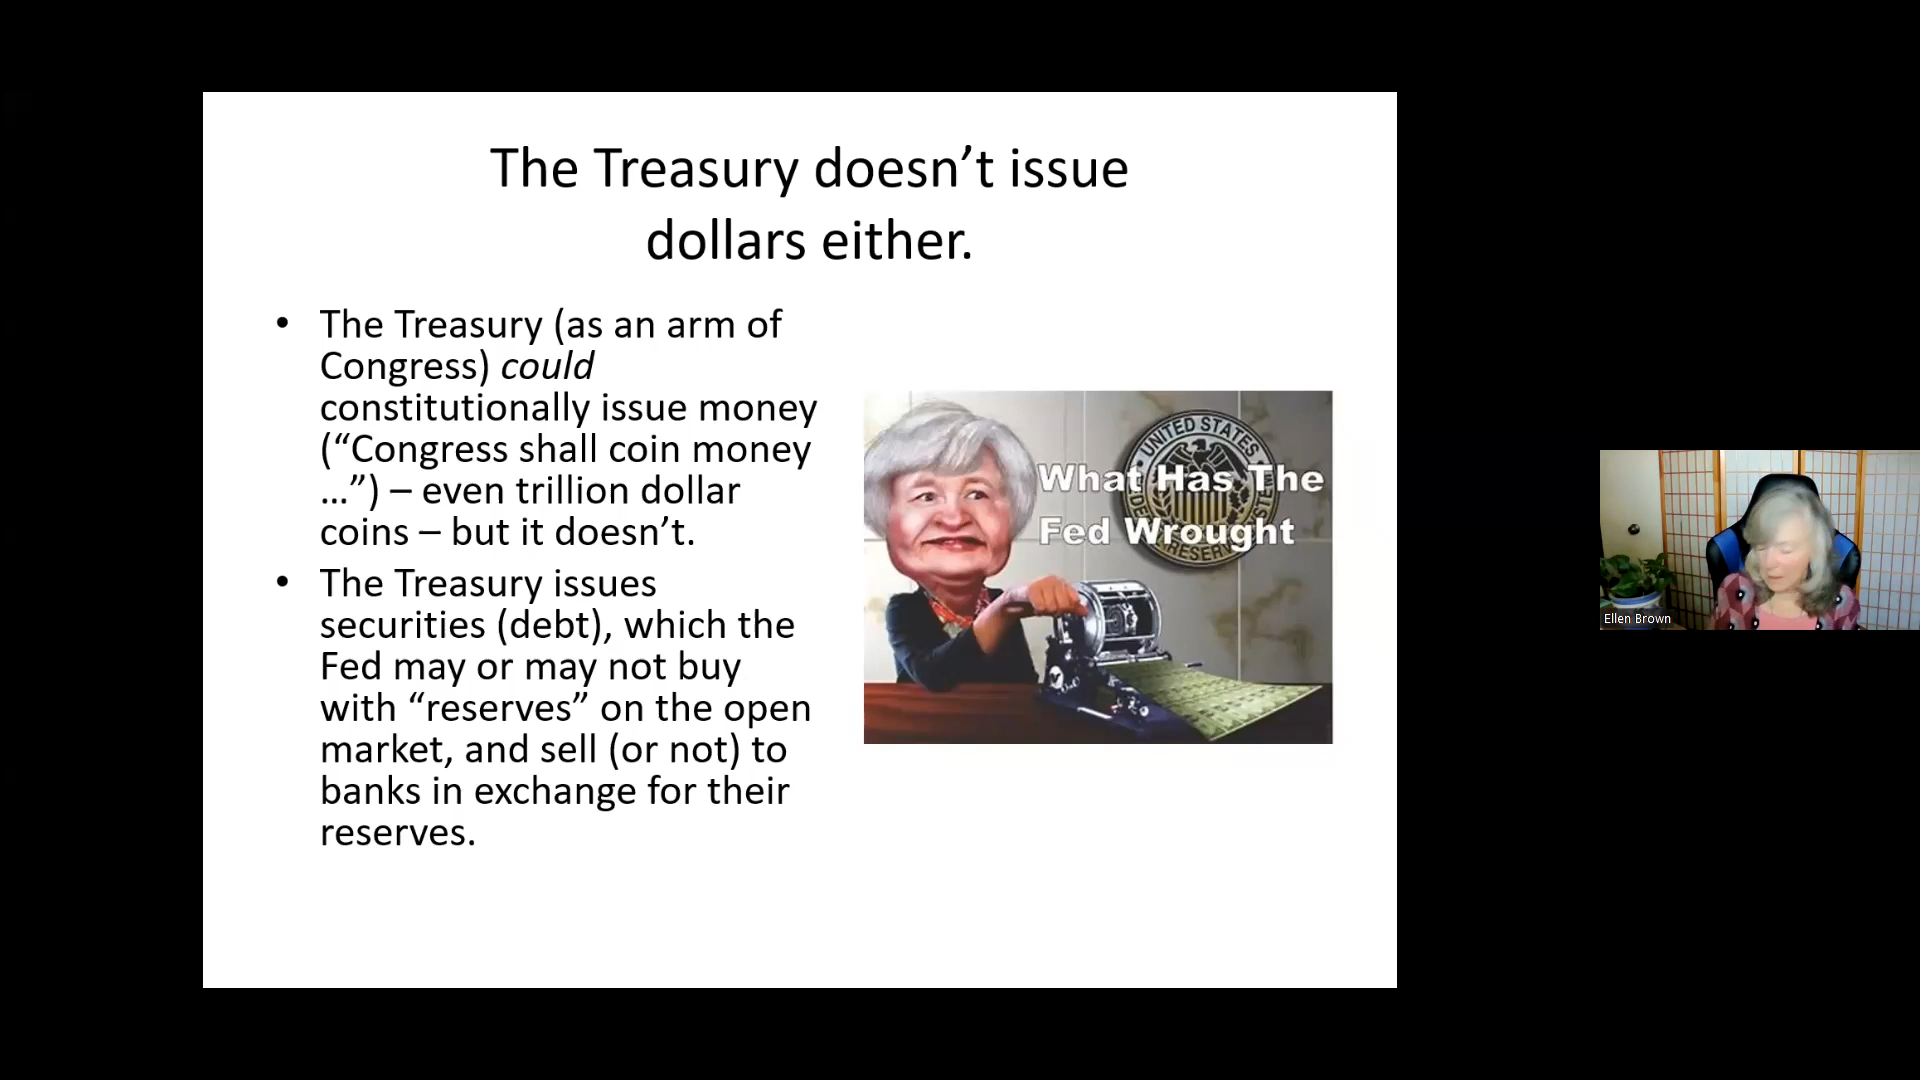 The Treasury doesn’t issue
dollars either.
• The Treasury (as an arm of
Congress) could
constitutionally issue money
(“Congress shall coin money
…”) – even trillion dollar
coins – but it doesn’t.
• The Treasury issues
securities (debt), which the
Fed may or may not buy
with “reserves” on the open
market, and sell (or not) to
banks in exchange for their
reserves.
UNITED STATES
What Has The
Fed Wrought
Ellen Brown